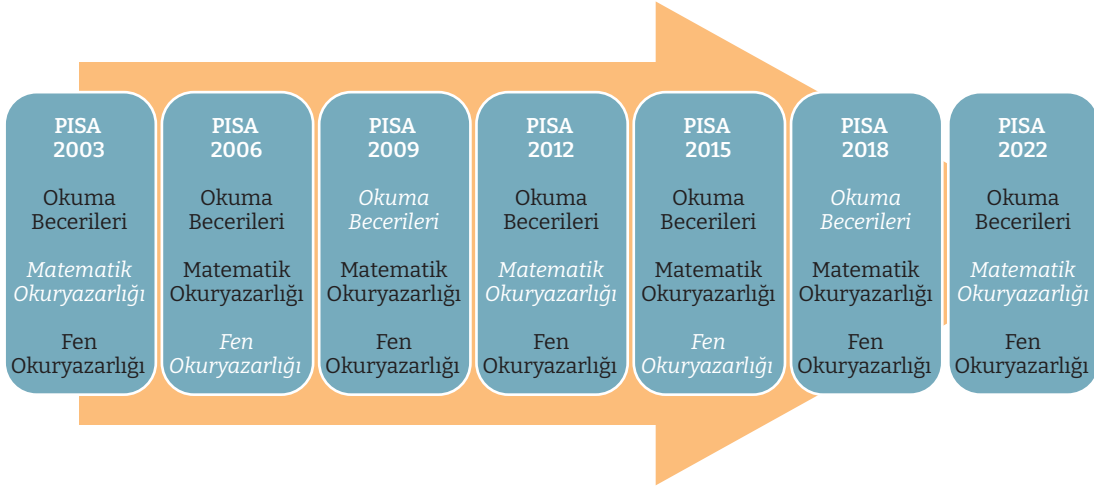 PISA
2003
Okuma
Becerileri
Matematik
Okuryazarlığı
Fen
Okuryazarlığı
PISA
2006
Okuma
Becerileri
Matematik
Okuryazarlığı
Fen
Okuryazarlığı
PISA
2009
Okuma
Becerileri
Matematik
Okuryazarlığı
Fen
Okuryazarlığı
PISA
2012
Okuma
Becerileri
Matematik
Okuryazarlığı
Fen
Okuryazarlığı
PISA
2015
Okuma
Becerileri
Matematik
Okuryazarlığı
Fen
Okuryazarlığı
PISA
2018
Okuma
Becerileri
Matematik
Okuryazarlığı
Fen
Okuryazarlığı
PISA
2022
Okuma
Becerileri
Matematik
Okuryazarlığı
Fen
Okuryazarlığı